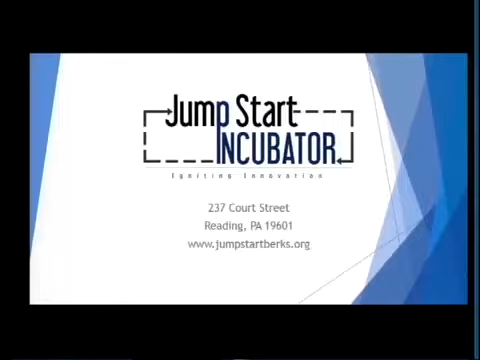 Jump Start
INCUBATOR
Igniting Innovation
237 Court Street
Reading, PA 19601
www.jumpstartberks.org